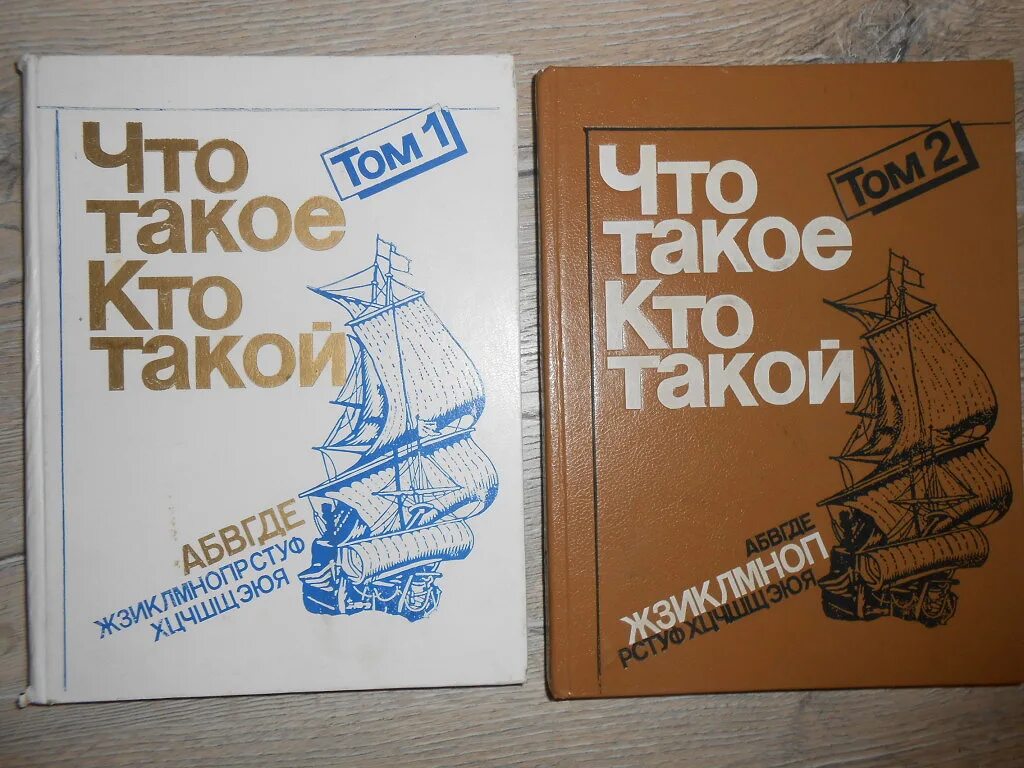 Что
такое
Кто
такой
Том 1
АБВГДЕ
ЖЗИКЛМНОПРСТУФ
ХЦЧШЩЭЮЯ
Что
такое
Кто
такой
Том 2
АБВГДЕ
ЖЗИКЛМНОП
РСТУФХЦЧШЩЭЮЯ